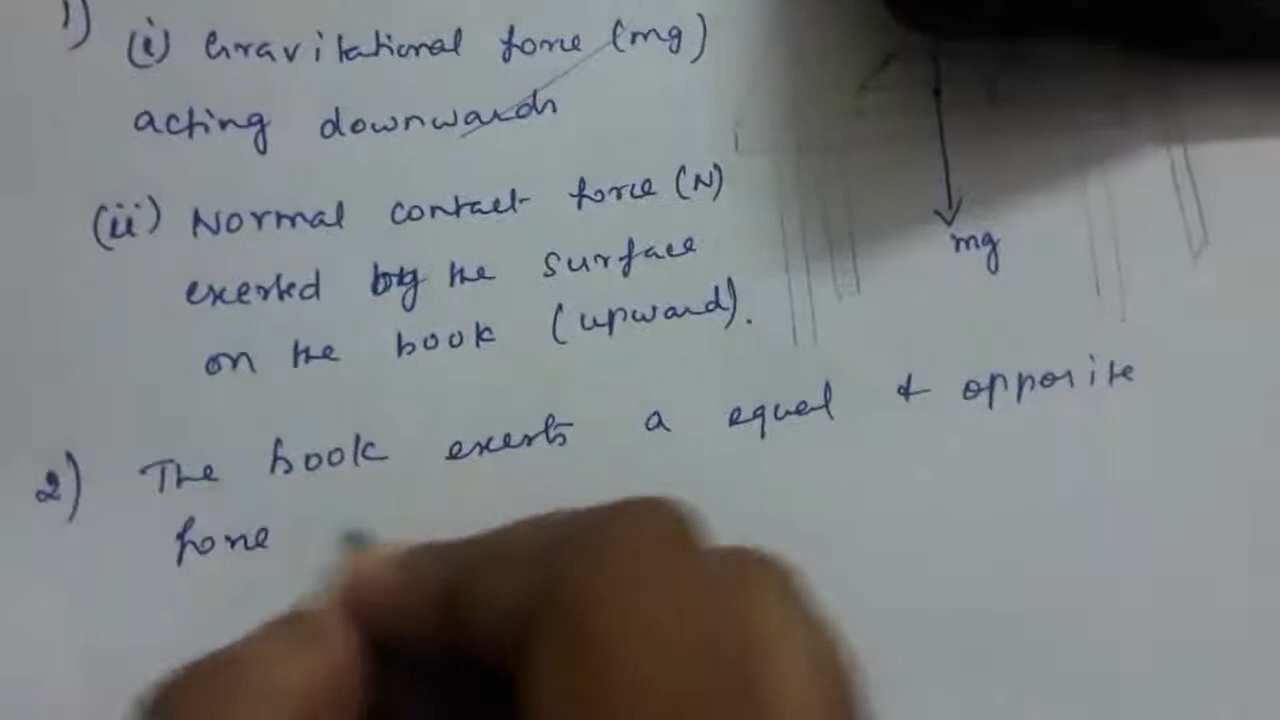 1) (i) Gravitational force (mg)
acting downwards
(ii) Normal contact force (N)
exerted by the surface
on the book (upward).
mg
2) The book exerts a equal & opposite
force